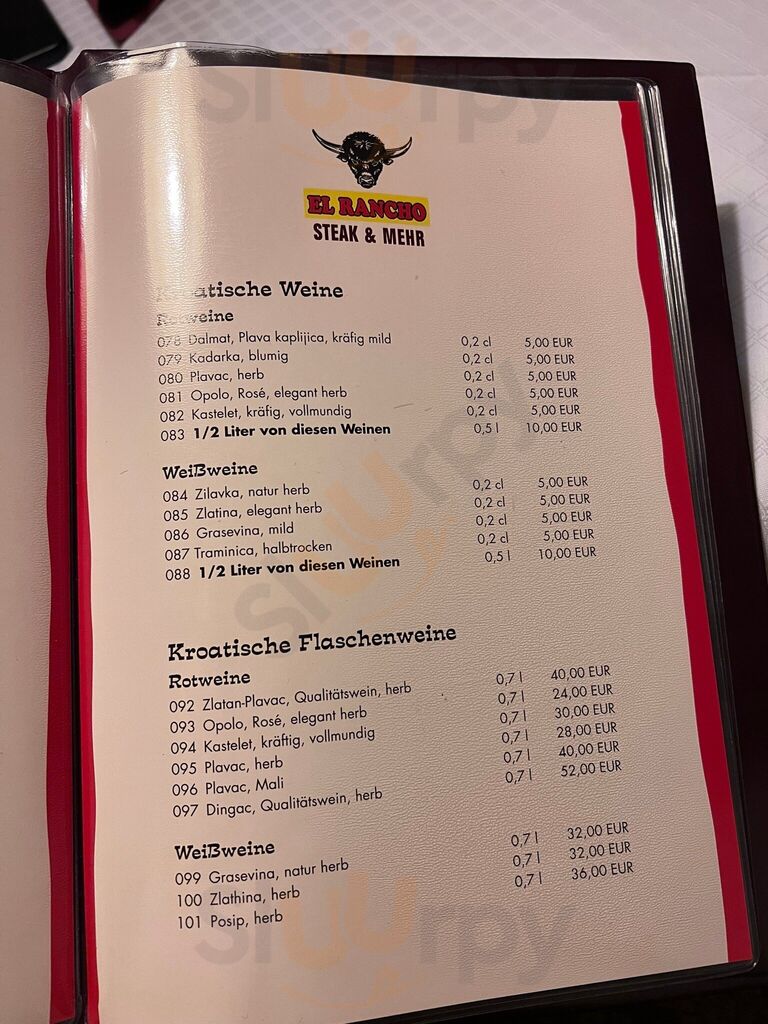 EL RANCHO
STEAK & MEHR
Kroatische Weine
Rotweine
078 Dalmat, Plava kaplijica, kräfig mild 0,2 cl 5,00 EUR
079 Kadarka, blumig 0,2 cl 5,00 EUR
080 Plavac, herb 0,2 cl 5,00 EUR
081 Opolo, Rosé, elegant herb 0,2 cl 5,00 EUR
082 Kastelet, kräfig, vollmundig 0,2 cl 5,00 EUR
083 1/2 Liter von diesen Weinen 0,5 l 10,00 EUR
Weißweine
084 Zilavka, natur herb 0,2 cl 5,00 EUR
085 Zlatina, elegant herb 0,2 cl 5,00 EUR
086 Grasevina, mild 0,2 cl 5,00 EUR
087 Traminica, halbtrocken 0,2 cl 5,00 EUR
088 1/2 Liter von diesen Weinen 0,5 l 10,00 EUR
Kroatische Flaschenweine
Rotweine
092 Zlatan-Plavac, Qualitätswein, herb 0,7 l 40,00 EUR
093 Opolo, Rosé, elegant herb 0,7 l 24,00 EUR
094 Kastelet, kräftig, vollmundig 0,7 l 30,00 EUR
095 Plavac, herb 0,7 l 28,00 EUR
096 Plavac, Mali 0,7 l 40,00 EUR
097 Dingac, Qualitätswein, herb 0,7 l 52,00 EUR
Weißweine
099 Grasevina, natur herb 0,7 l 32,00 EUR
100 Zlathina, herb 0,7 l 32,00 EUR
101 Posip, herb 0,7 l 36,00 EUR
sluurpy
sluurpy
sluurpy